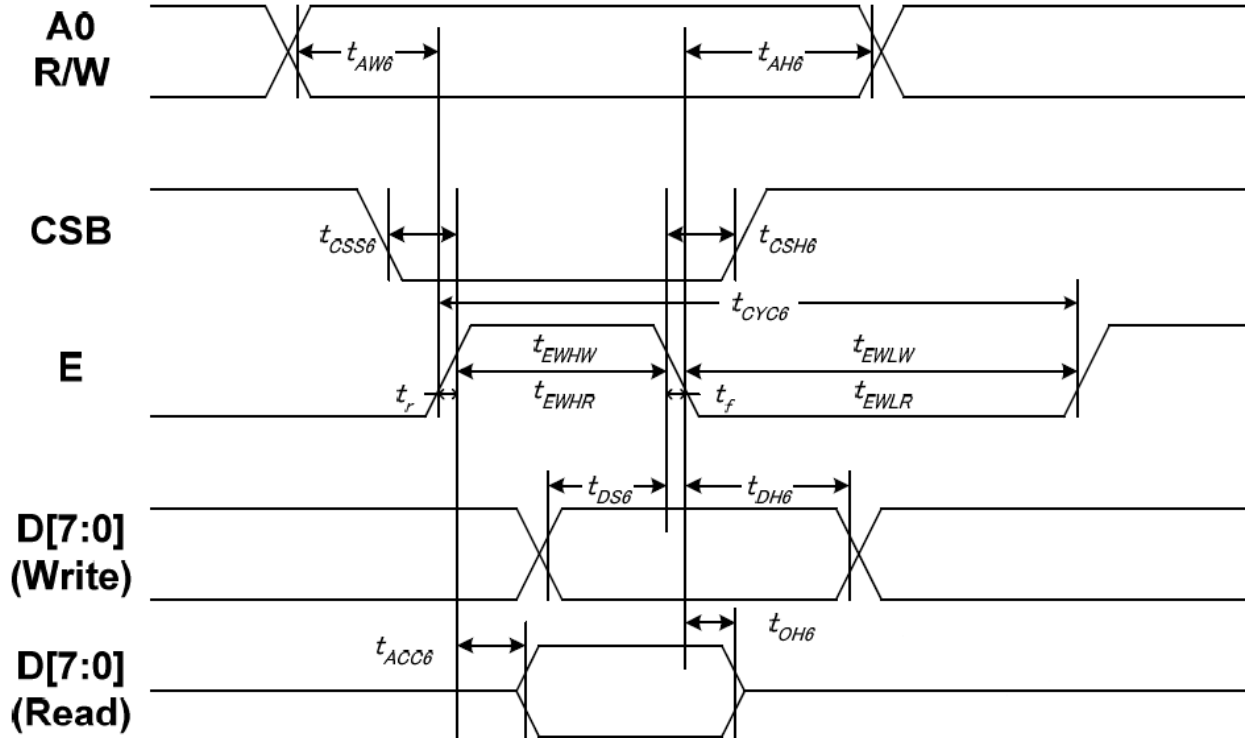 A0
R/W
tAW6
tAH6
CSB
tCSS6
tCSH6
tCYC6
E
tEWHW
tEWLW
tr
tEWHR
tf
tEWLR
tDS6
tDH6
D[7:0]
(Write)
tOH6
tACC6
D[7:0]
(Read)